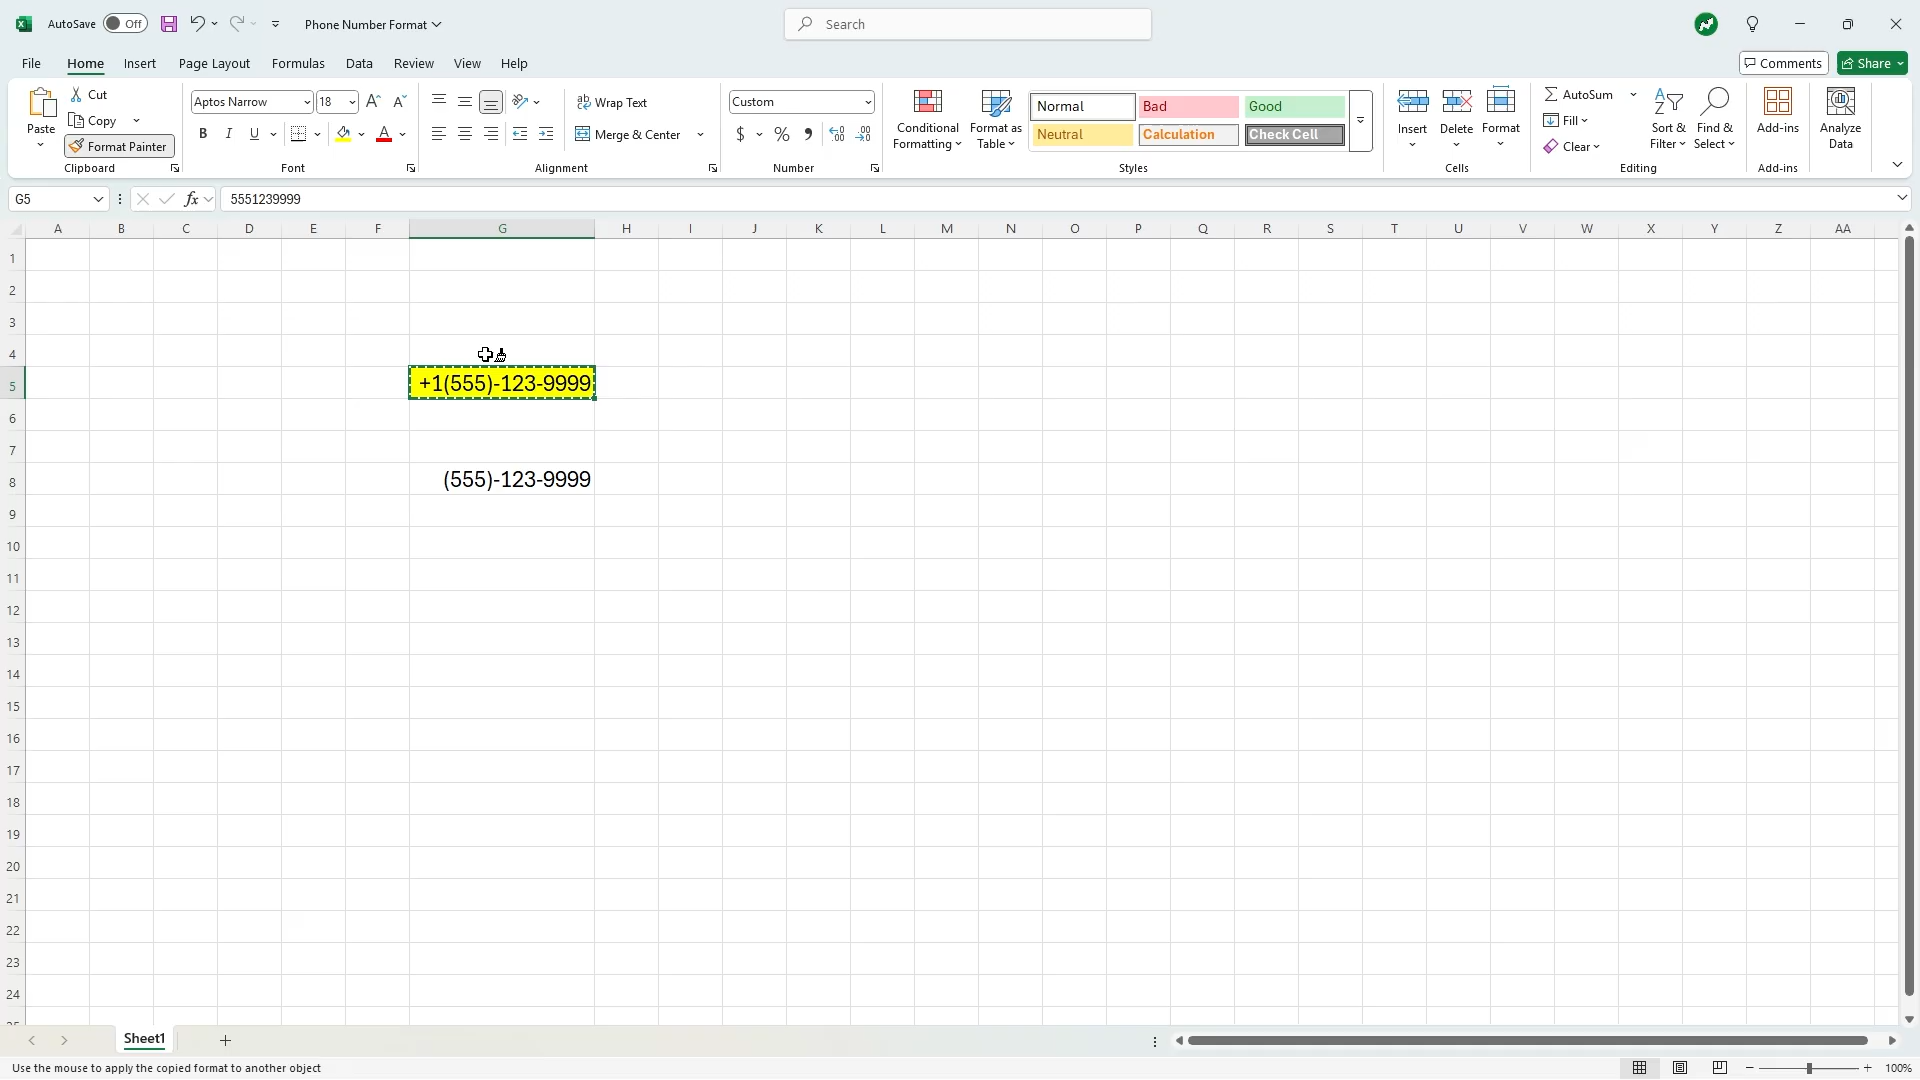 AutoSave Off Phone Number Format Search
File Home Insert Page Layout Formulas Data Review View Help Comments Share
Paste Cut Copy Format Painter Clipboard
Aptos Narrow 18 B I U A Font
Wrap Text Merge & Center Alignment
Custom $ % , Number
Conditional Formatting Format as Table Normal Bad Good Neutral Calculation Check Cell Styles
Insert Delete Format Cells
AutoSum Fill Clear Sort & Filter Find & Select Editing
Add-ins Add-ins
Analyze Data
G5 fx 5551239999
A B C D E F G H I J K L M N O P Q R S T U V W X Y Z AA
1
2
3
4
5 +1(555)-123-9999
6
7
8 (555)-123-9999
9
10
11
12
13
14
15
16
17
18
19
20
21
22
23
24
25
Sheet1
Use the mouse to apply the copied format to another object 100%